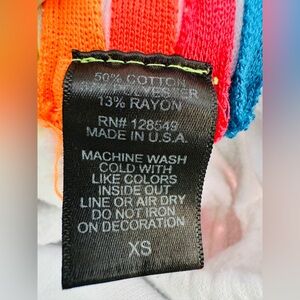 50% COTTON
37% POLYESTER
13% RAYON
RN# 128549
MADE IN U.S.A.
MACHINE WASH
COLD WITH
LIKE COLORS
INSIDE OUT
LINE OR AIR DRY
DO NOT IRON
ON DECORATION
XS